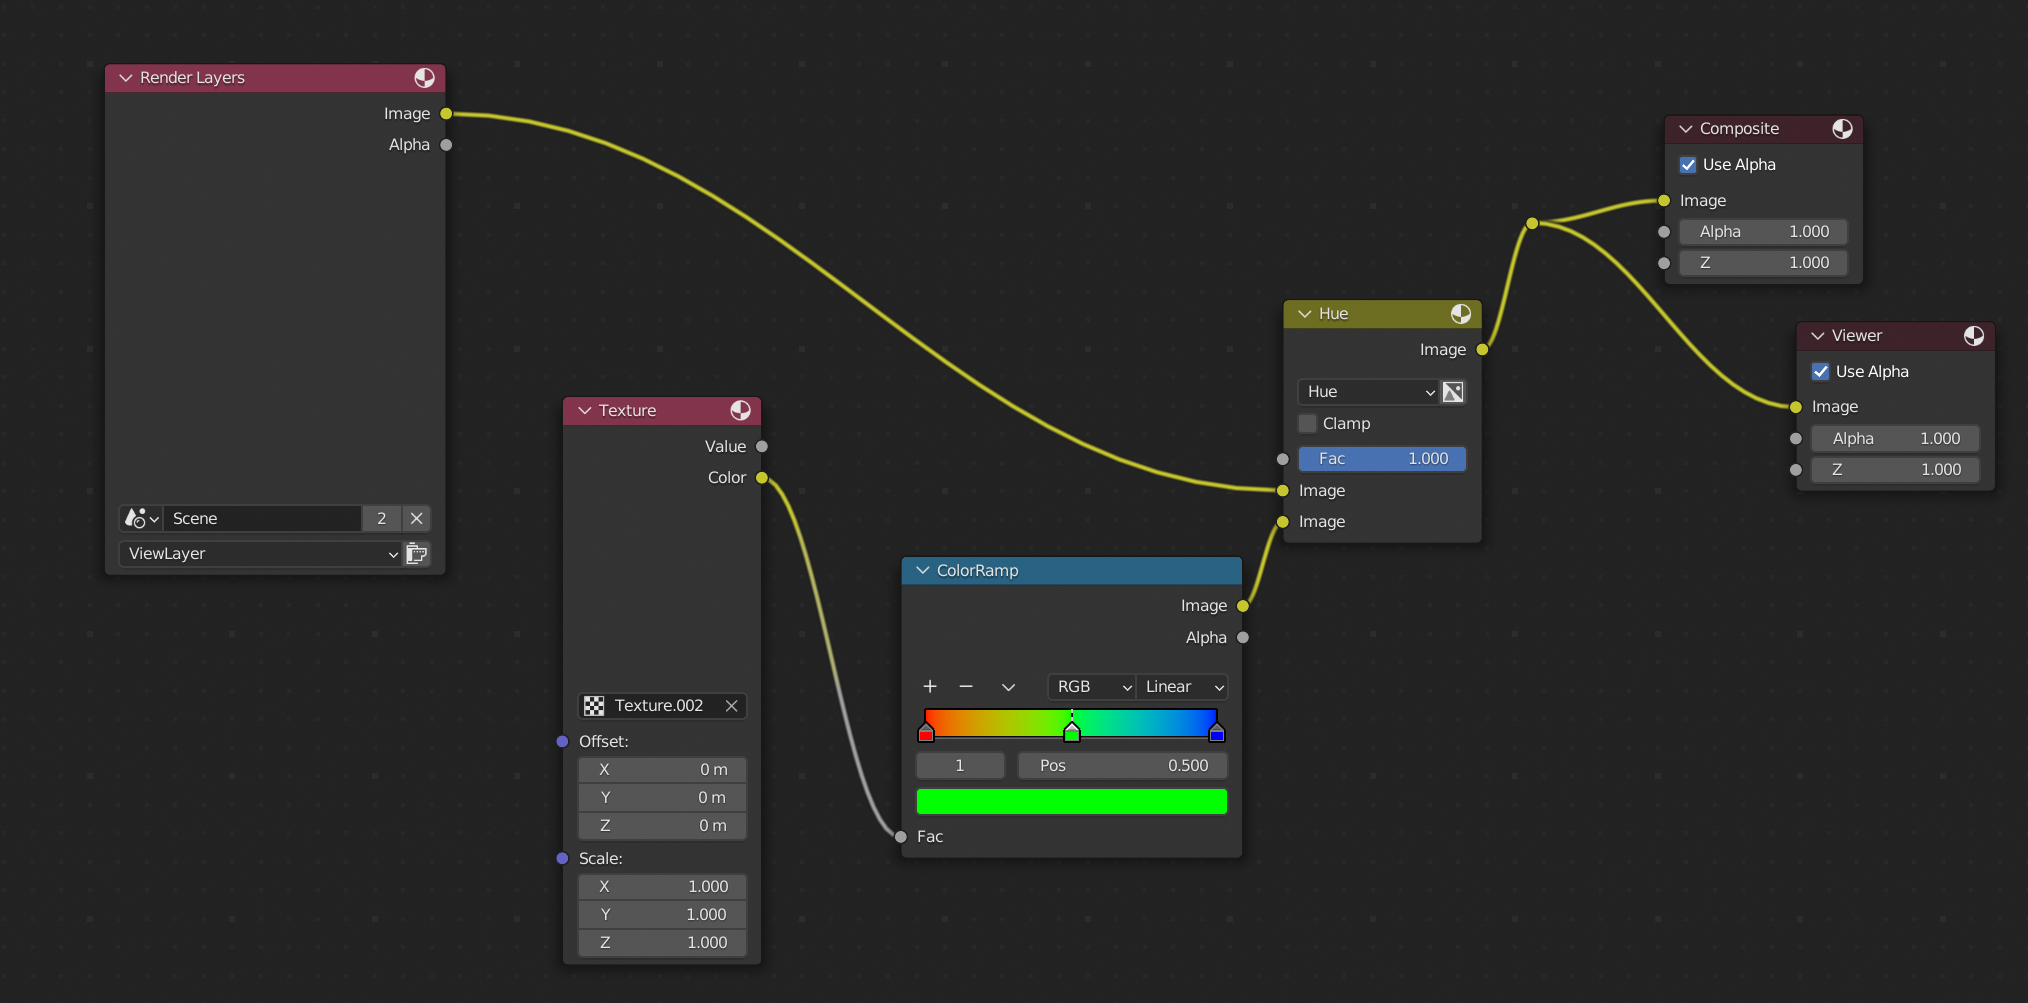 Render Layers
Image
Alpha
Scene 2
ViewLayer
Texture
Value
Color
Texture.002
Offset:
X 0 m
Y 0 m
Z 0 m
Scale:
X 1.000
Y 1.000
Z 1.000
ColorRamp
Image
Alpha
RGB Linear
1 Pos 0.500
Fac
Hue
Image
Hue
Clamp
Fac 1.000
Image
Image
Composite
Use Alpha
Image
Alpha 1.000
Z 1.000
Viewer
Use Alpha
Image
Alpha 1.000
Z 1.000